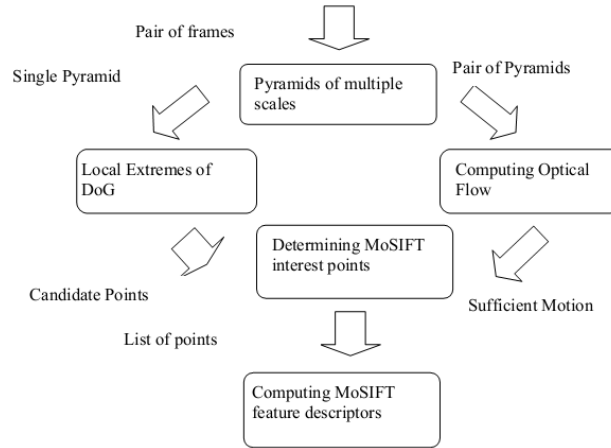 Pair of frames
Single Pyramid
Pair of Pyramids
Pyramids of multiple
scales
Local Extremes of
DoG
Computing Optical
Flow
Determining MoSIFT
interest points
Candidate Points
Sufficient Motion
List of points
Computing MoSIFT
feature descriptors